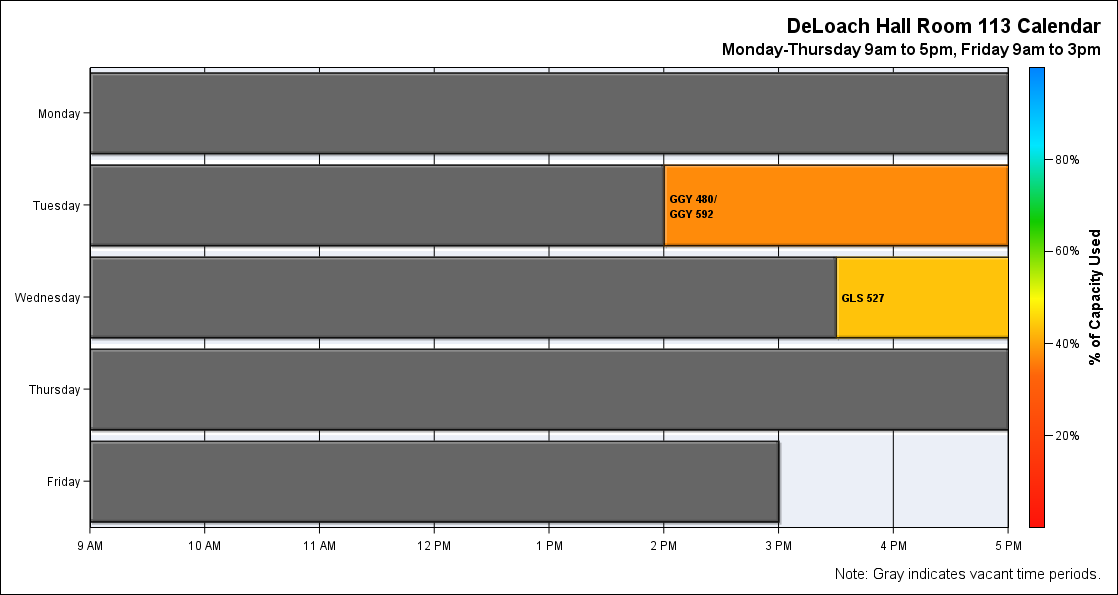 DeLoach Hall Room 113 Calendar
Monday-Thursday 9am to 5pm, Friday 9am to 3pm
Monday
Tuesday
GGY 480/
GGY 592
Wednesday
GLS 527
Thursday
Friday
9 AM 10 AM 11 AM 12 PM 1 PM 2 PM 3 PM 4 PM 5 PM
80%
60%
40%
20%
% of Capacity Used
Note: Gray indicates vacant time periods.